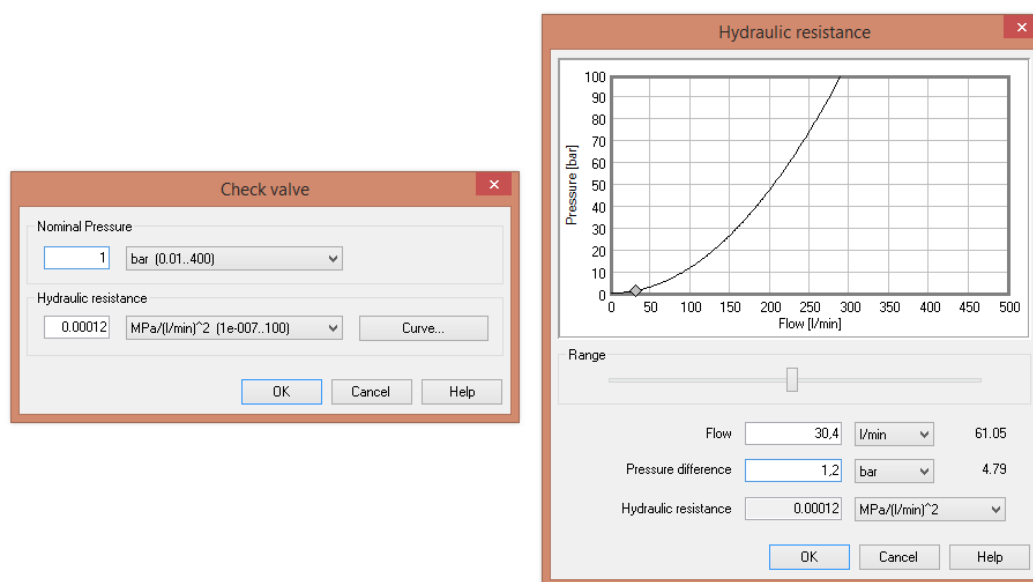 Check valve
Nominal Pressure
1 bar (0.01..400)
Hydraulic resistance
0.00012 MPa/(l/min)^2 (1e-007..100) Curve...
OK Cancel Help
Hydraulic resistance
Pressure [bar]
100
90
80
70
60
50
40
30
20
10
0
0 50 100 150 200 250 300 350 400 450 500
Flow [l/min]
Range
Flow 30,4 l/min 61.05
Pressure difference 1,2 bar 4.79
Hydraulic resistance 0.00012 MPa/(l/min)^2
OK Cancel Help